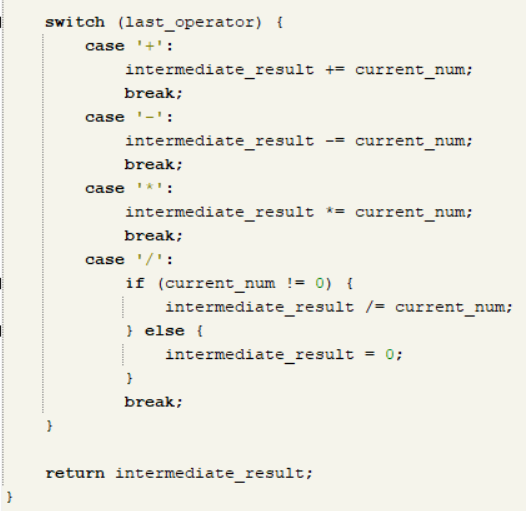 switch (last_operator) {
case '+':
intermediate_result += current_num;
break;
case '-':
intermediate_result -= current_num;
break;
case '*':
intermediate_result *= current_num;
break;
case '/':
if (current_num != 0) {
intermediate_result /= current_num;
} else {
intermediate_result = 0;
}
break;
}
return intermediate_result;
}